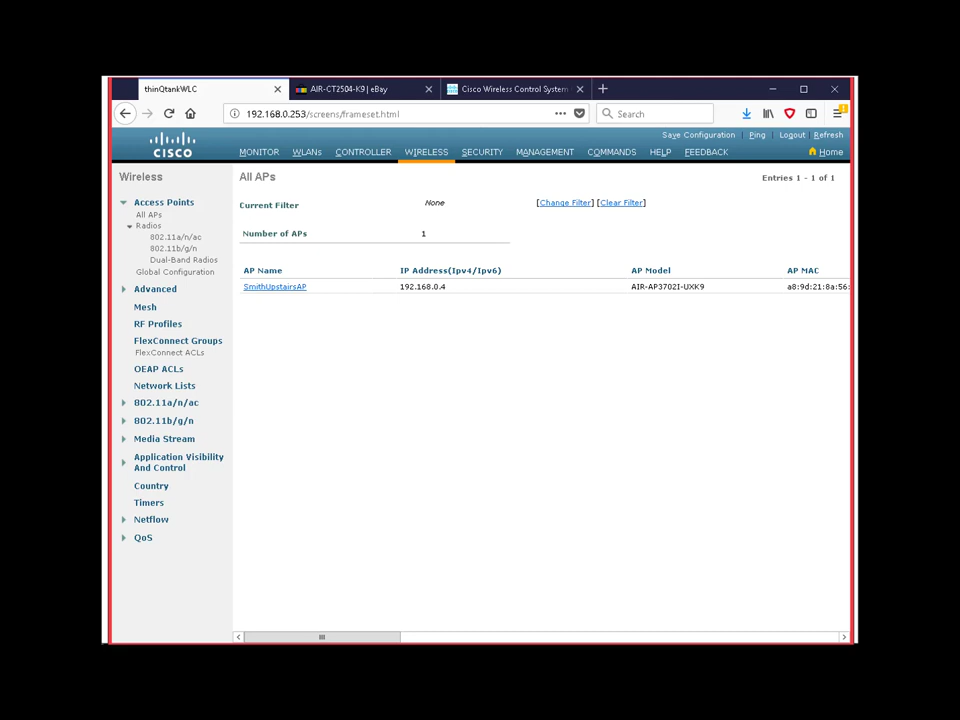 thinQtankWLC
AIR-CT2504-K9 | eBay
Cisco Wireless Control System
192.168.0.253/screens/frameset.html
Search
Save Configuration | Ping | Logout | Refresh
CISCO
MONITOR WLANs CONTROLLER WIRELESS SECURITY MANAGEMENT COMMANDS HELP FEEDBACK
Home
Wireless
Access Points
All APs
Radios
802.11a/n/ac
802.11b/g/n
Dual-Band Radios
Global Configuration
Advanced
Mesh
RF Profiles
FlexConnect Groups
FlexConnect ACLs
OEAP ACLs
Network Lists
802.11a/n/ac
802.11b/g/n
Media Stream
Application Visibility
And Control
Country
Timers
Netflow
QoS
All APs
Entries 1 - 1 of 1
Current Filter None [Change Filter] [Clear Filter]
Number of APs 1
AP Name IP Address(Ipv4/Ipv6) AP Model AP MAC
SmithUpstairsAP 192.168.0.4 AIR-AP3702I-UXK9 a8:9d:21:8a:56: